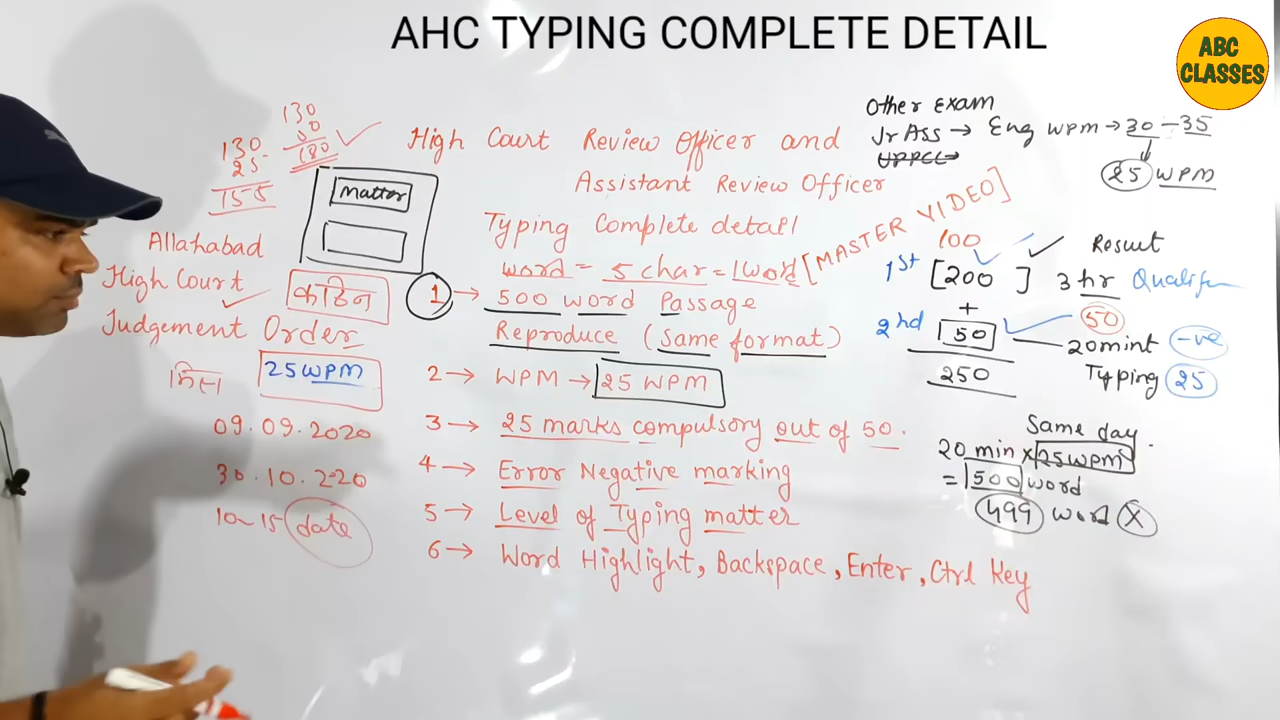 AHC TYPING COMPLETE DETAIL
ABC
CLASSES
130
50
180
130
25
155
Matter
High Court Review Officer and
Assistant Review Officer
Typing Complete detail
[MASTER VIDEO]
word = 5 char = 1 word
Allahabad
High Court
Judgement Order
कठिन
25 WPM
09.09.2020
30.10.220
10-15 date
1 → 500 word Passage
Reproduce (Same format)
2 → WPM → 25 WPM
3 → 25 marks compulsory out of 50.
4 → Error Negative marking
5 → Level of Typing matter
6 → Word Highlight, Backspace, Enter, Ctrl Key
Other Exam
Jr Ass → Eng WPM → 30 - 35
UPPCL →
25 WPM
100
Result
1st [200] 3 hr
+
50
2nd 50 20 mint -ve
250 Typing 25
Same day.
20 min x 25 WPM
= 500 word
499 word X